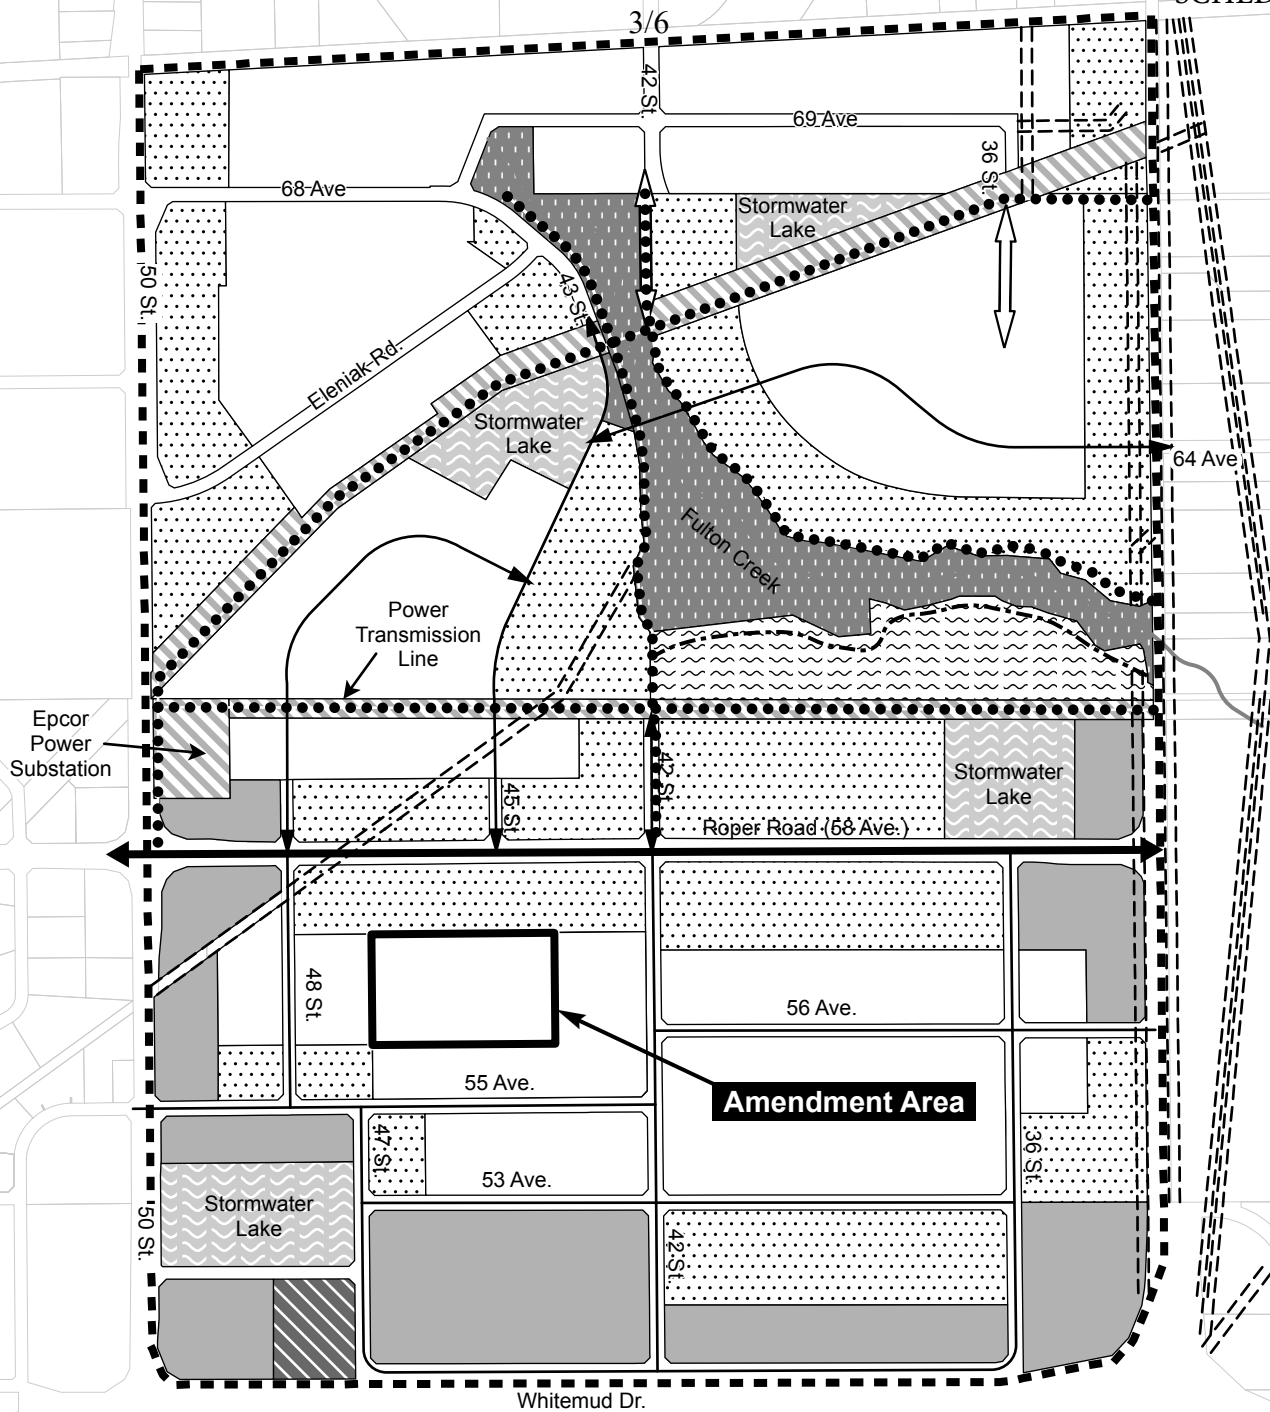 3/6
42 St.
69 Ave
36 St.
68 Ave
Stormwater
Lake
50 St.
43 St.
Eleniak Rd.
Stormwater
Lake
64 Ave
Fulton Creek
Power
Transmission
Line
Epcor
Power
Substation
42 St.
Stormwater
Lake
45 St.
Roper Road (58 Ave.)
48 St.
56 Ave.
55 Ave.
Amendment Area
47 St.
53 Ave.
36 St.
Stormwater
Lake
50 St.
42 St.
Whitemud Dr.